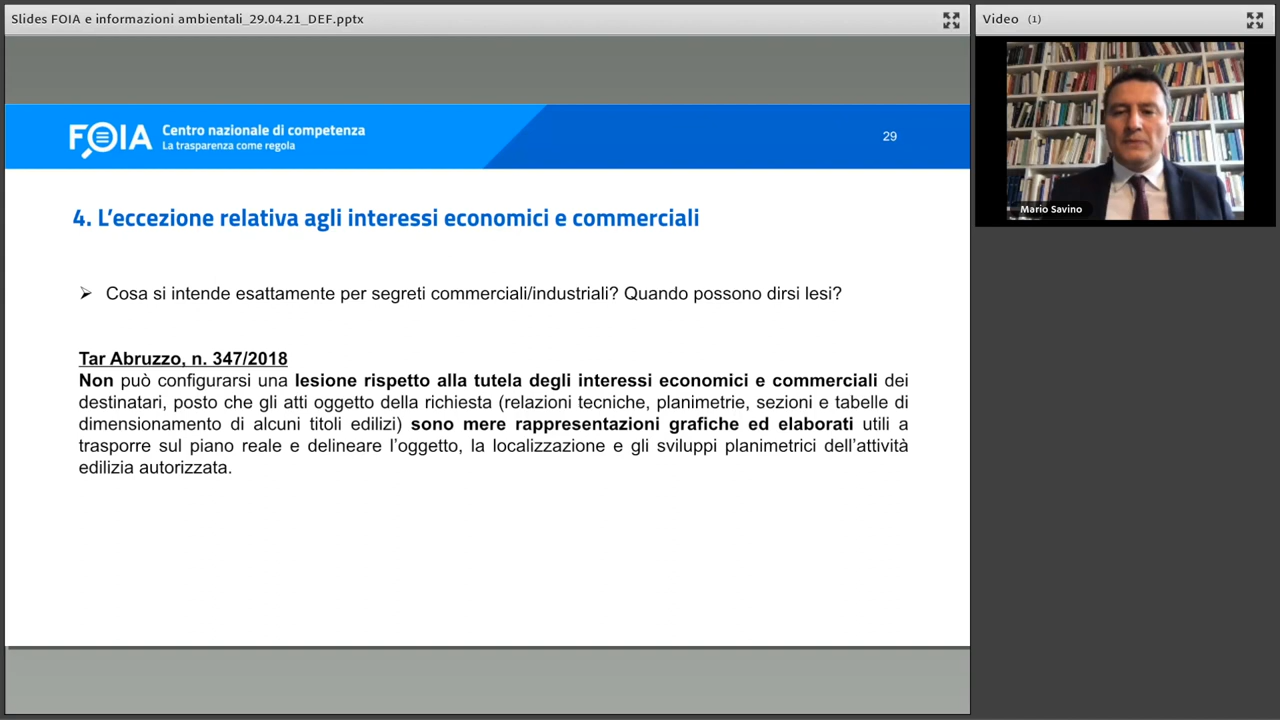 Slides FOIA e informazioni ambientali_29.04.21_DEF.pptx
Video (1)
FOIA
Centro nazionale di competenza
La trasparenza come regola
29
Mario Savino
4. L’eccezione relativa agli interessi economici e commerciali
Cosa si intende esattamente per segreti commerciali/industriali? Quando possono dirsi lesi?
Tar Abruzzo, n. 347/2018
Non può configurarsi una lesione rispetto alla tutela degli interessi economici e commerciali dei
destinatari, posto che gli atti oggetto della richiesta (relazioni tecniche, planimetrie, sezioni e tabelle di
dimensionamento di alcuni titoli edilizi) sono mere rappresentazioni grafiche ed elaborati utili a
trasporre sul piano reale e delineare l’oggetto, la localizzazione e gli sviluppi planimetrici dell’attività
edilizia autorizzata.